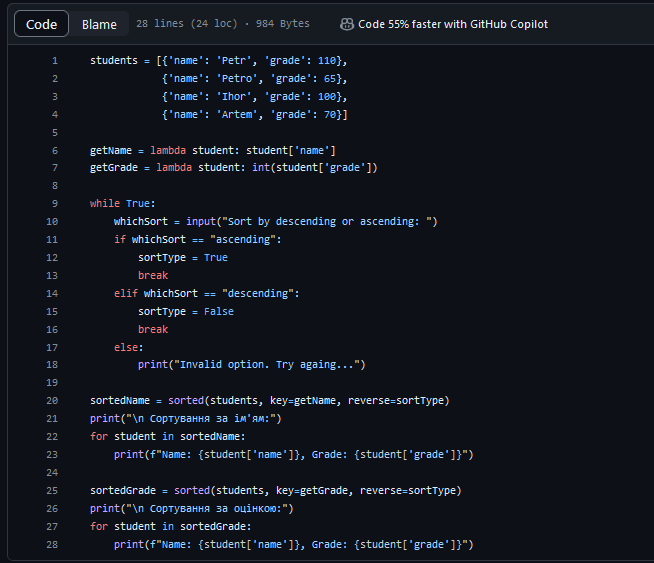 Code Blame 28 lines (24 loc) · 984 Bytes Code 55% faster with GitHub Copilot
1 students = [{'name': 'Petr', 'grade': 110},
2 {'name': 'Petro', 'grade': 65},
3 {'name': 'Ihor', 'grade': 100},
4 {'name': 'Artem', 'grade': 70}]
5
6 getName = lambda student: student['name']
7 getGrade = lambda student: int(student['grade'])
8
9 while True:
10 whichSort = input("Sort by descending or ascending: ")
11 if whichSort == "ascending":
12 sortType = True
13 break
14 elif whichSort == "descending":
15 sortType = False
16 break
17 else:
18 print("Invalid option. Try againg...")
19
20 sortedName = sorted(students, key=getName, reverse=sortType)
21 print("\n Сортування за ім'ям:")
22 for student in sortedName:
23 print(f"Name: {student['name']}, Grade: {student['grade']}")
24
25 sortedGrade = sorted(students, key=getGrade, reverse=sortType)
26 print("\n Сортування за оцінкою:")
27 for student in sortedGrade:
28 print(f"Name: {student['name']}, Grade: {student['grade']}")